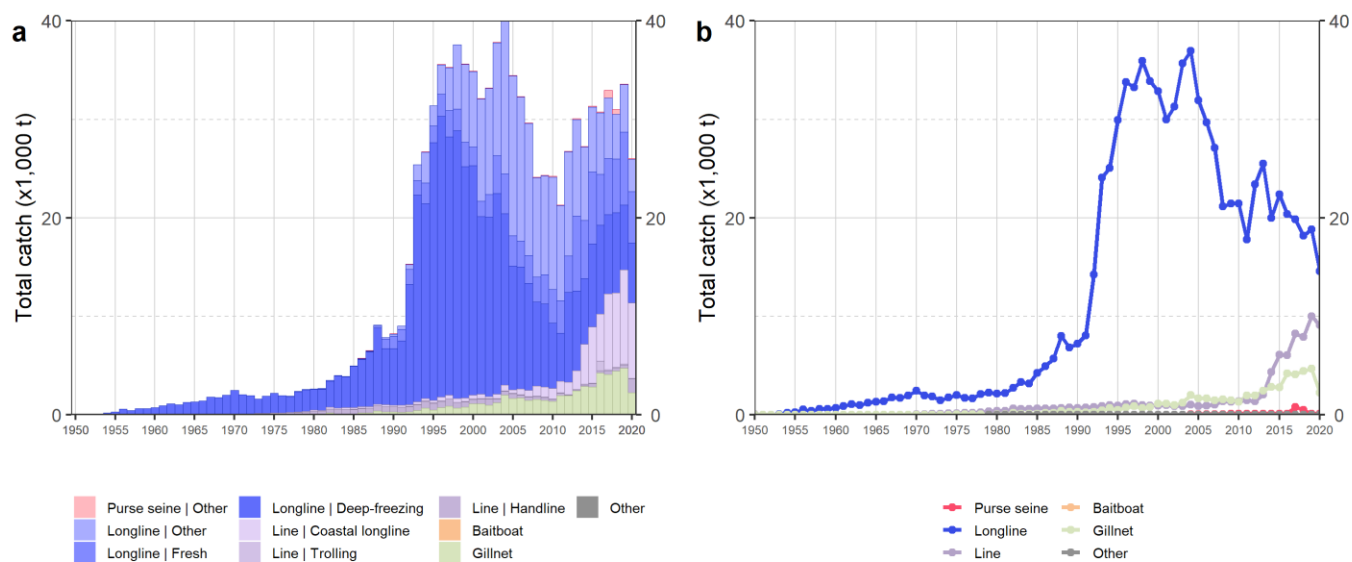 a
Total catch (x1,000 t)
40
20
0
40
20
0
1950 1955 1960 1965 1970 1975 1980 1985 1990 1995 2000 2005 2010 2015 2020
Purse seine | Other
Longline | Other
Longline | Fresh
Longline | Deep-freezing
Line | Coastal longline
Line | Trolling
Line | Handline
Baitboat
Gillnet
Other
b
Total catch (x1,000 t)
40
20
0
40
20
0
1950 1955 1960 1965 1970 1975 1980 1985 1990 1995 2000 2005 2010 2015 2020
Purse seine
Longline
Line
Baitboat
Gillnet
Other